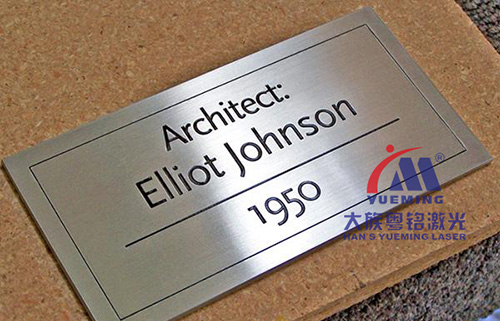 Architect:
Elliot Johnson
1950
®
YUEMING
大族粤铭激光
HAN'S YUEMING LASER